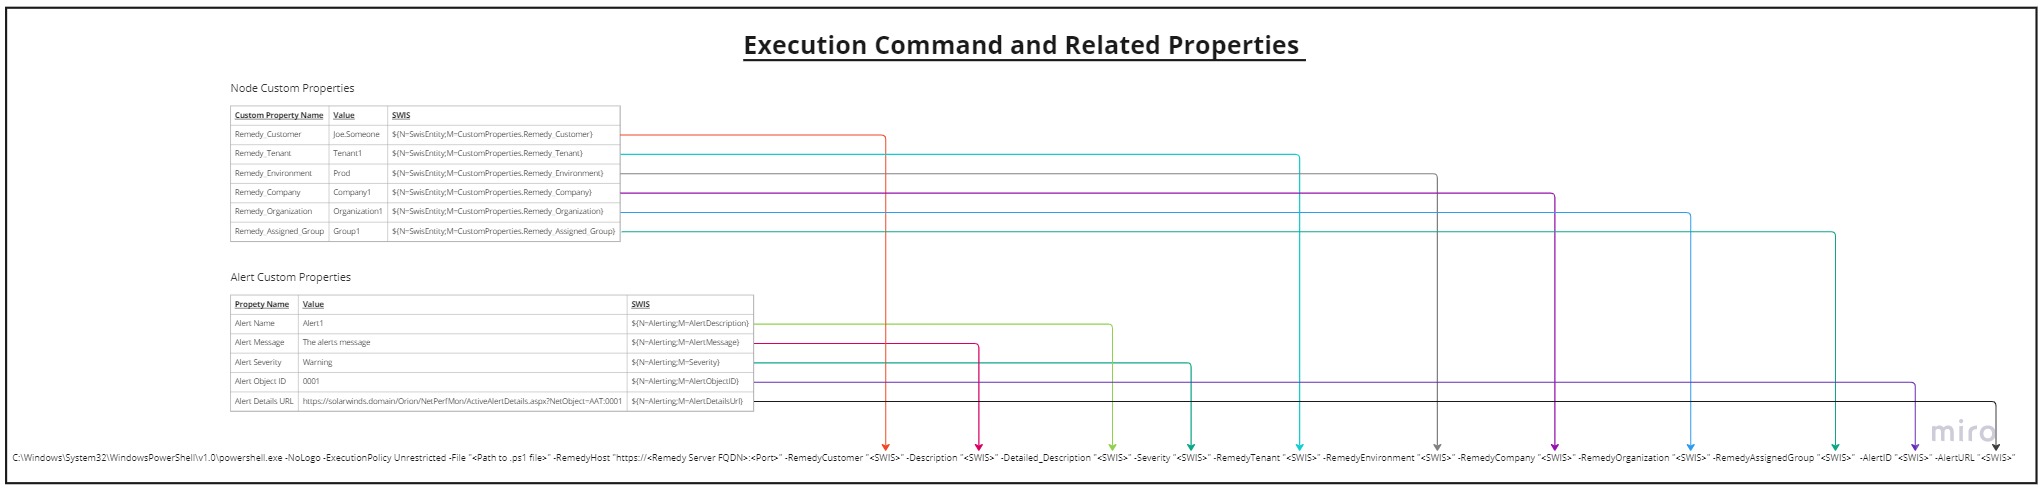 Execution Command and Related Properties
Node Custom Properties
Custom Property Name Value SWIS
Remedy_Customer Joe.Someone ${N=SwisEntity;M=CustomProperties.Remedy_Customer}
Remedy_Tenant Tenant1 ${N=SwisEntity;M=CustomProperties.Remedy_Tenant}
Remedy_Environment Prod ${N=SwisEntity;M=CustomProperties.Remedy_Environment}
Remedy_Company Company1 ${N=SwisEntity;M=CustomProperties.Remedy_Company}
Remedy_Organization Organization1 ${N=SwisEntity;M=CustomProperties.Remedy_Organization}
Remedy_Assigned_Group Group1 ${N=SwisEntity;M=CustomProperties.Remedy_Assigned_Group}
Alert Custom Properties
Propety Name Value SWIS
Alert Name Alert1 ${N=Alerting;M=AlertDescription}
Alert Message The alerts message ${N=Alerting;M=AlertMessage}
Alert Severity Warning ${N=Alerting;M=Severity}
Alert Object ID 0001 ${N=Alerting;M=AlertObjectID}
Alert Details URL https://solarwinds.domain/Orion/NetPerfMon/ActiveAlertDetails.aspx?NetObject=AAT:0001 ${N=Alerting;M=AlertDetailsUrl}
miro
C:\Windows\System32\WindowsPowerShell\v1.0\powershell.exe -NoLogo -ExecutionPolicy Unrestricted -File "<Path to .ps1 file>" -RemedyHost "https://<Remedy Server FQDN>:<Port>" -RemedyCustomer "<SWIS>" -Description "<SWIS>" -Detailed_Description "<SWIS>" -Severity "<SWIS>" -RemedyTenant "<SWIS>" -RemedyEnvironment "<SWIS>" -RemedyCompany "<SWIS>" -RemedyOrganization "<SWIS>" -RemedyAssignedGroup "<SWIS>" -AlertID "<SWIS>" -AlertURL "<SWIS>"